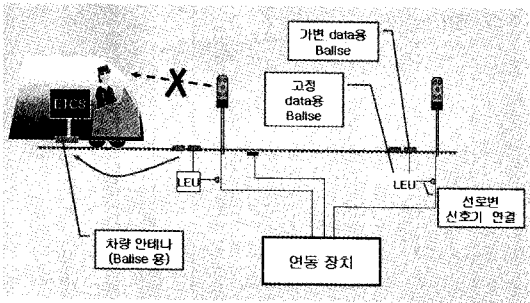 가변 data용
Balise
고정
data용
Balise
ETCS
X
LEU
LEU
선로변
신호기 연결
차량 안테나
(Balise 용)
연동 장치